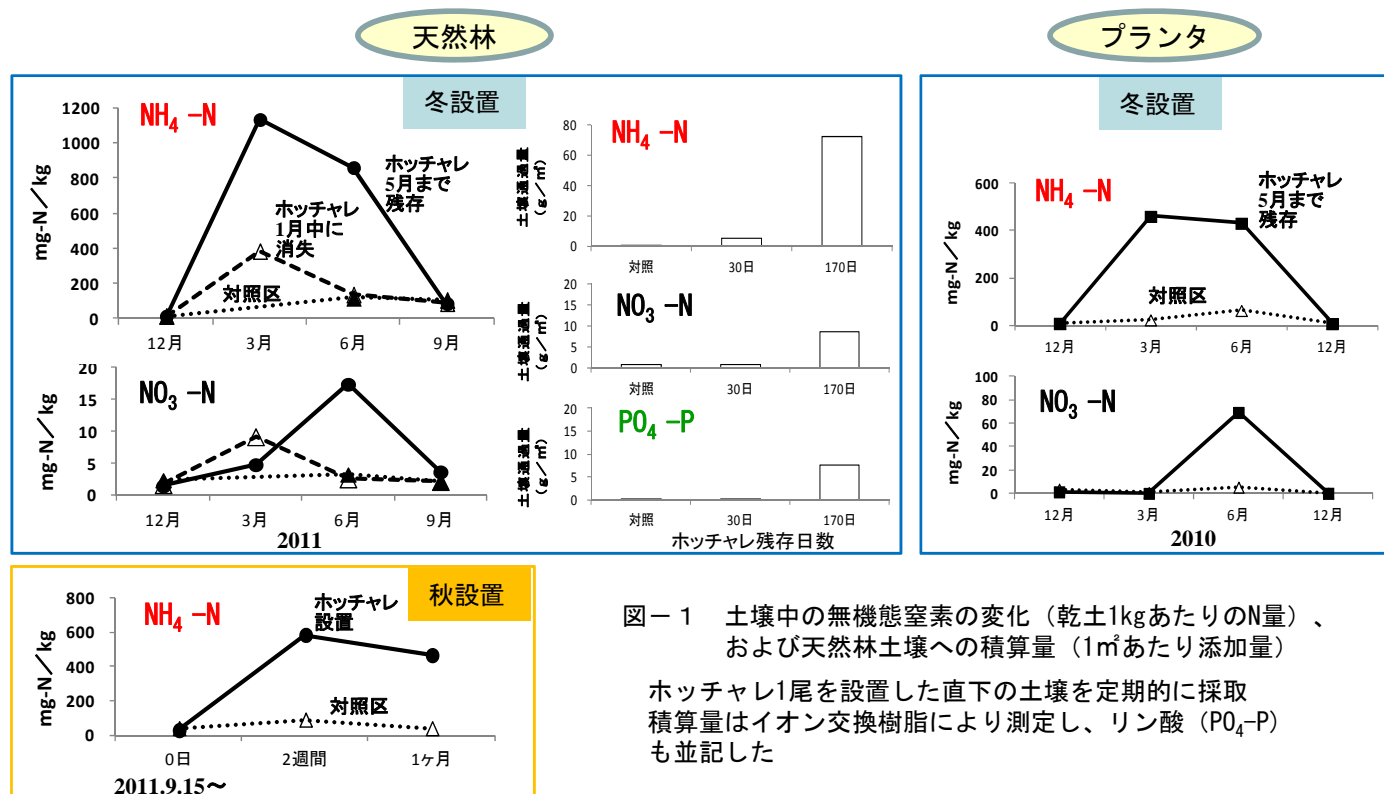 天然林
プランタ
冬設置
NH4 −N
1200
1000
800
600
400
200
0
mg-N／kg
ホッチャレ
5月まで
残存
ホッチャレ
1月中に
消失
対照区
12月 3月 6月 9月
NO3 −N
20
15
10
5
0
mg-N／kg
12月 3月 6月 9月
2011
NH4 −N
土壌通過量
（g／㎡）
80
60
40
20
0
対照 30日 170日
NO3 −N
土壌通過量
（g／㎡）
20
15
10
5
0
対照 30日 170日
PO4 −P
土壌通過量
（g／㎡）
20
15
10
5
0
対照 30日 170日
ホッチャレ残存日数
冬設置
NH4 −N
600
400
200
0
mg-N／kg
ホッチャレ
5月まで
残存
対照区
12月 3月 6月 12月
NO3 −N
100
80
60
40
20
0
mg-N／kg
12月 3月 6月 12月
2010
秋設置
NH4 −N
800
600
400
200
0
mg-N／kg
ホッチャレ
設置
対照区
0日 2週間 1ヶ月
2011.9.15～
図－１　土壌中の無機態窒素の変化（乾土1kgあたりのN量）、
および天然林土壌への積算量（1㎡あたり添加量）
ホッチャレ1尾を設置した直下の土壌を定期的に採取
積算量はイオン交換樹脂により測定し、リン酸（PO4-P）
も並記した